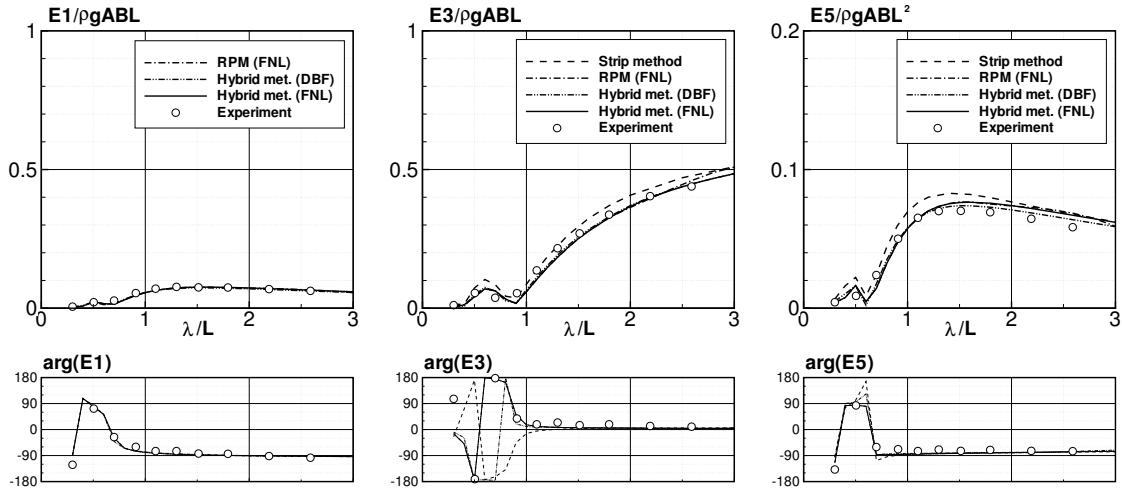 E1/ρgABL
1
0.5
0
0
1
2
3
λ/L
RPM (FNL)
Hybrid met. (DBF)
Hybrid met. (FNL)
Experiment
E3/ρgABL
1
0.5
0
0
1
2
3
λ/L
Strip method
RPM (FNL)
Hybrid met. (DBF)
Hybrid met. (FNL)
Experiment
E5/ρgABL²
0.2
0.1
0
0
1
2
3
λ/L
Strip method
RPM (FNL)
Hybrid met. (DBF)
Hybrid met. (FNL)
Experiment
arg(E1)
180
90
0
-90
-180
arg(E3)
180
90
0
-90
-180
arg(E5)
180
90
0
-90
-180